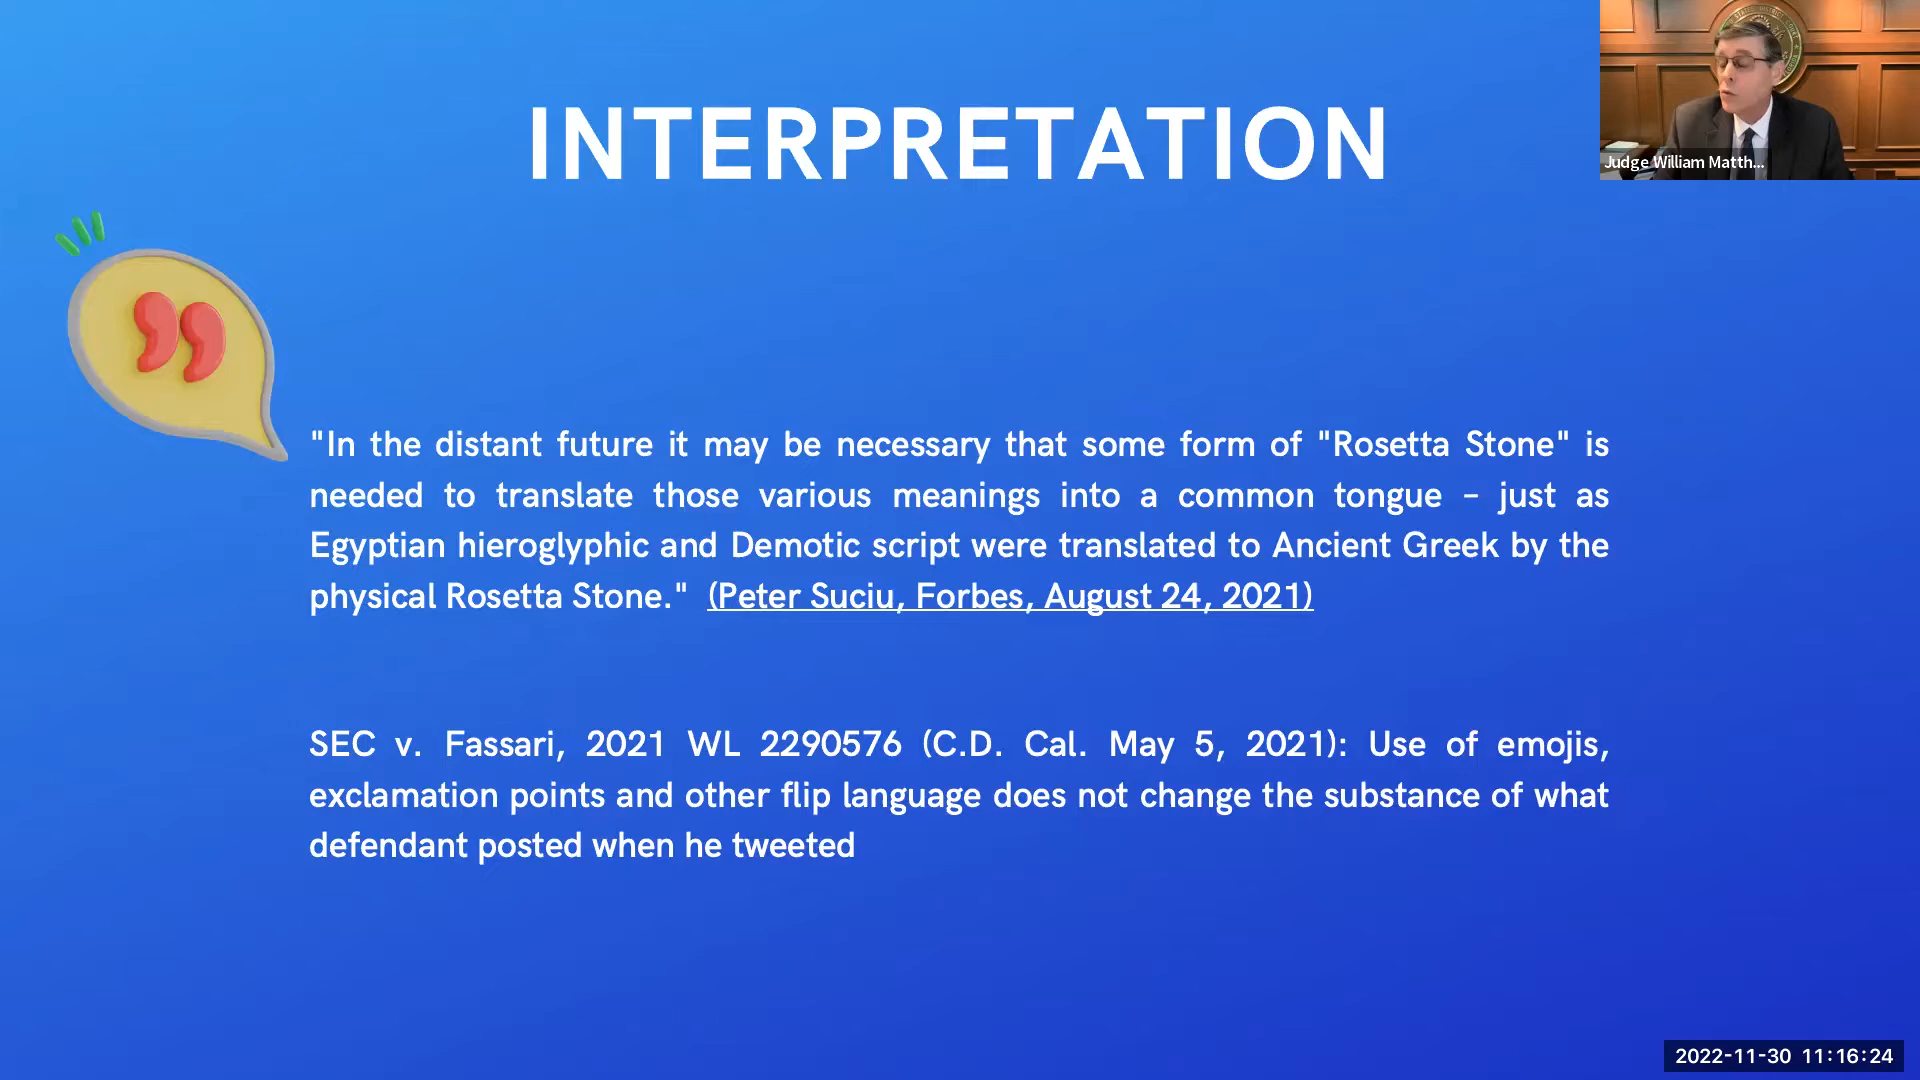 INTERPRETATION
Judge William Matth...
"In the distant future it may be necessary that some form of "Rosetta Stone" is
needed to translate those various meanings into a common tongue – just as
Egyptian hieroglyphic and Demotic script were translated to Ancient Greek by the
physical Rosetta Stone." (Peter Suciu, Forbes, August 24, 2021)
SEC v. Fassari, 2021 WL 2290576 (C.D. Cal. May 5, 2021): Use of emojis,
exclamation points and other flip language does not change the substance of what
defendant posted when he tweeted
2022-11-30 11:16:24